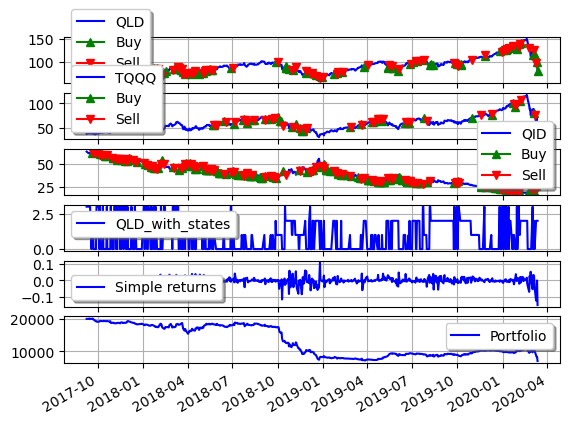 QLD
Buy
Sell
150
100
TQQQ
Buy
Sell
100
50
QID
Buy
Sell
50
25
QLD_with_states
2.5
0.0
Simple returns
0.1
0.0
−0.1
Portfolio
20000
10000
2017-10
2018-01
2018-04
2018-07
2018-10
2019-01
2019-04
2019-07
2019-10
2020-01
2020-04